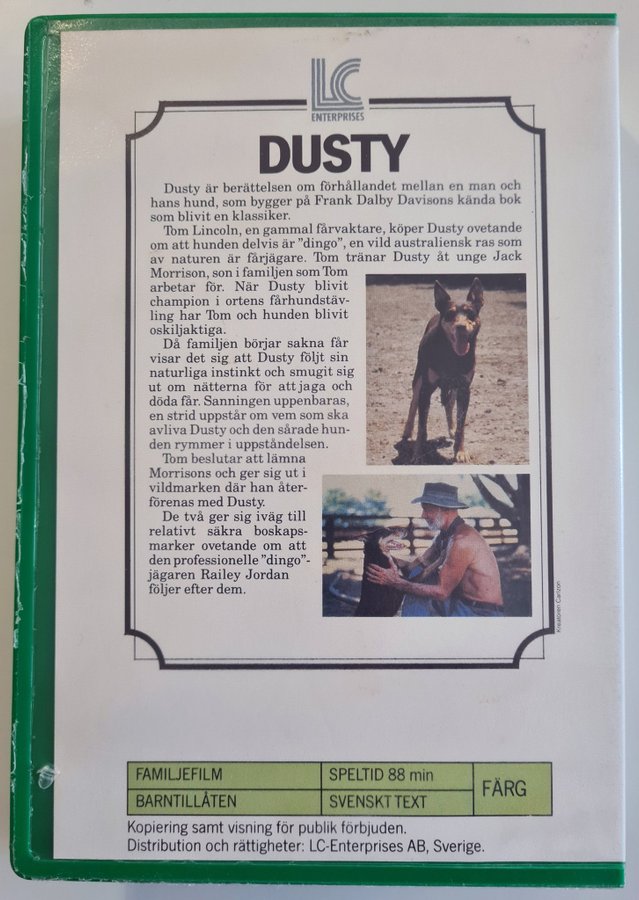 LC
ENTERPRISES
DUSTY
Dusty är berättelsen om förhållandet mellan en man och
hans hund, som bygger på Frank Dalby Davisons kända bok
som blivit en klassiker.
Tom Lincoln, en gammal fårvaktare, köper Dusty ovetande
om att hunden delvis är "dingo", en vild australiensk ras som
av naturen är fårjägare. Tom tränar Dusty åt unge Jack
Morrison, son i familjen som Tom
arbetar för. När Dusty blivit
champion i ortens fårhundstäv-
ling har Tom och hunden blivit
oskiljaktiga.
Då familjen börjar sakna får
visar det sig att Dusty följt sin
naturliga instinkt och smugit sig
ut om nätterna för att jaga och
döda får. Sanningen uppenbaras,
en strid uppstår om vem som ska
avliva Dusty och den sårade hun-
den rymmer i uppståndelsen.
Tom beslutar att lämna
Morrisons och ger sig ut i
vildmarken där han åter-
förenas med Dusty.
De två ger sig iväg till
relativt säkra boskaps-
marker ovetande om att
den professionelle "dingo"-
jägaren Railey Jordan
följer efter dem.
Kreatören Carlzon
FAMILJEFILM SPELTID 88 min FÄRG
BARNTILLÅTEN SVENSKT TEXT
Kopiering samt visning för publik förbjuden.
Distribution och rättigheter: LC-Enterprises AB, Sverige.